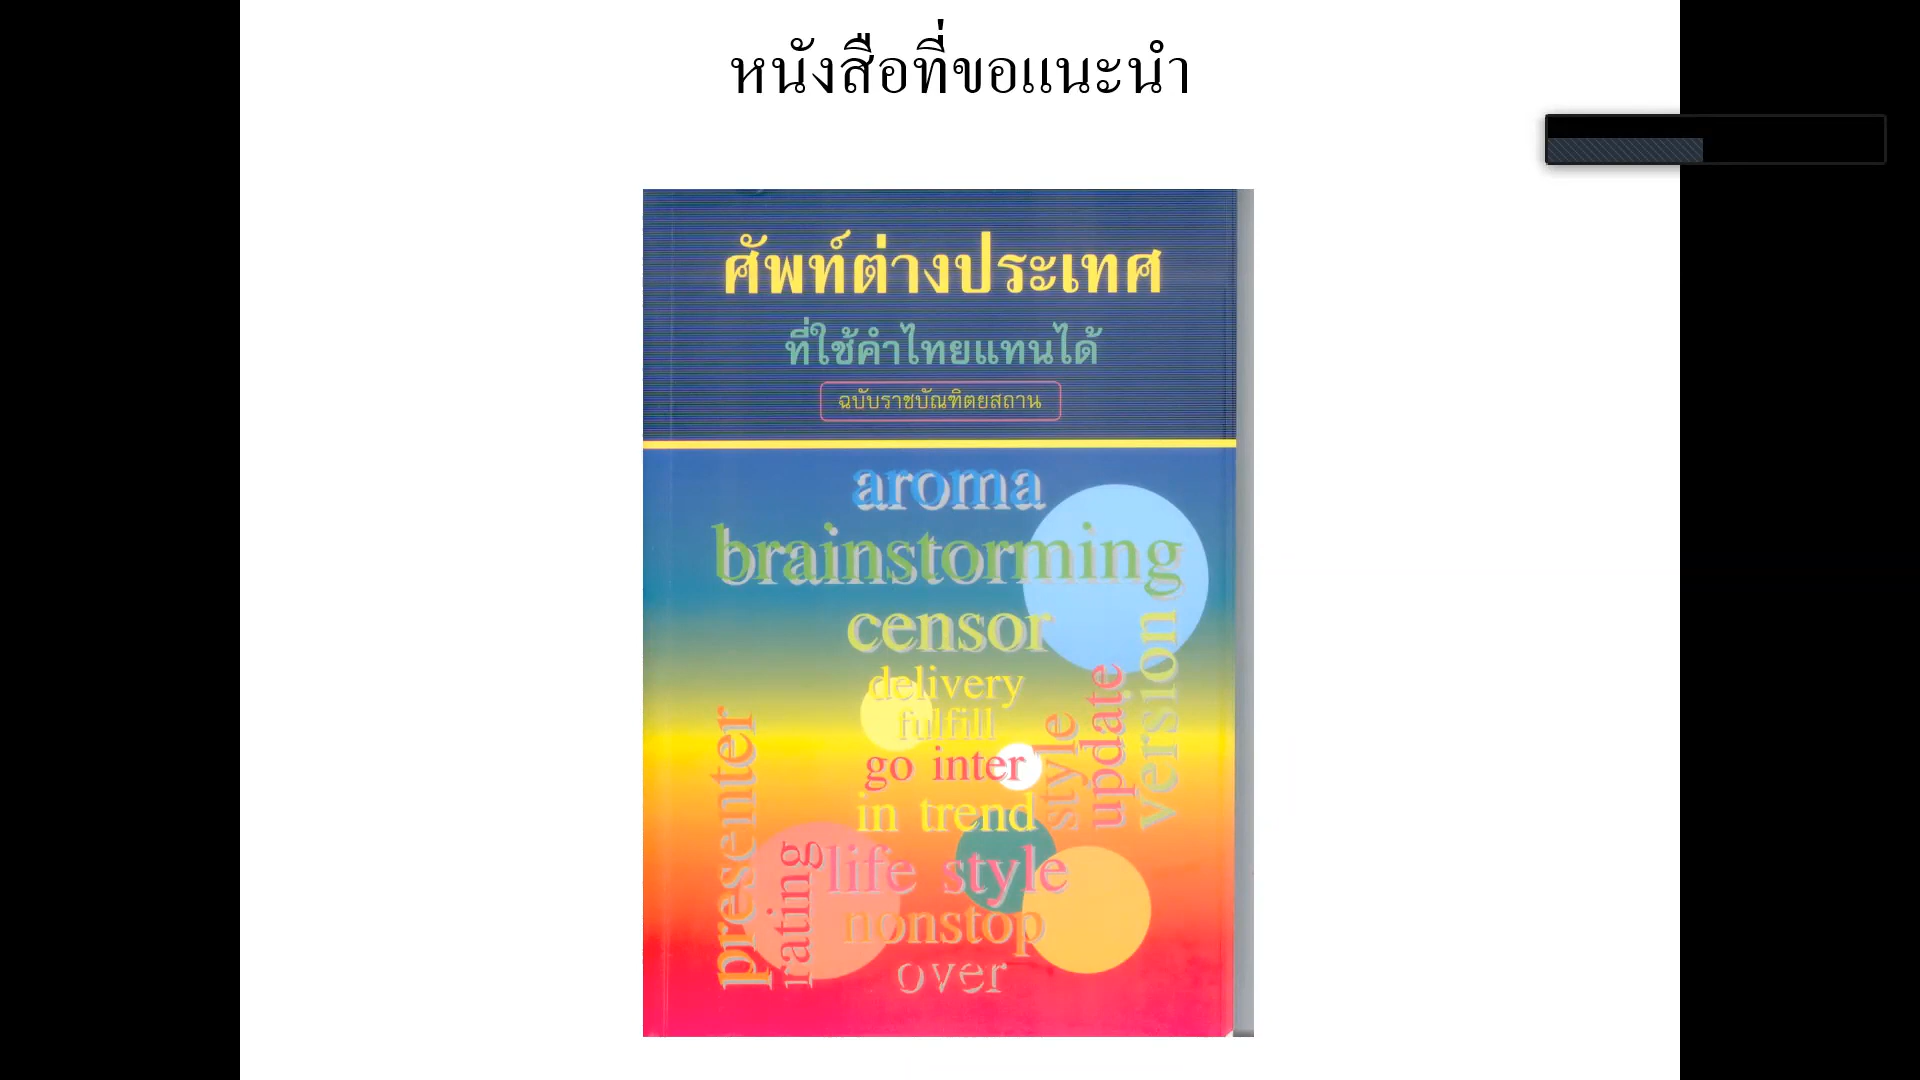 หนังสือที่ขอแนะนำ
ศัพท์ต่างประเทศ
ที่ใช้คำไทยแทนได้
ฉบับราชบัณฑิตยสถาน
aroma
brainstorming
censor
delivery
fulfill
go inter
in trend
life style
nonstop
over
presenter
rating
style
update
version